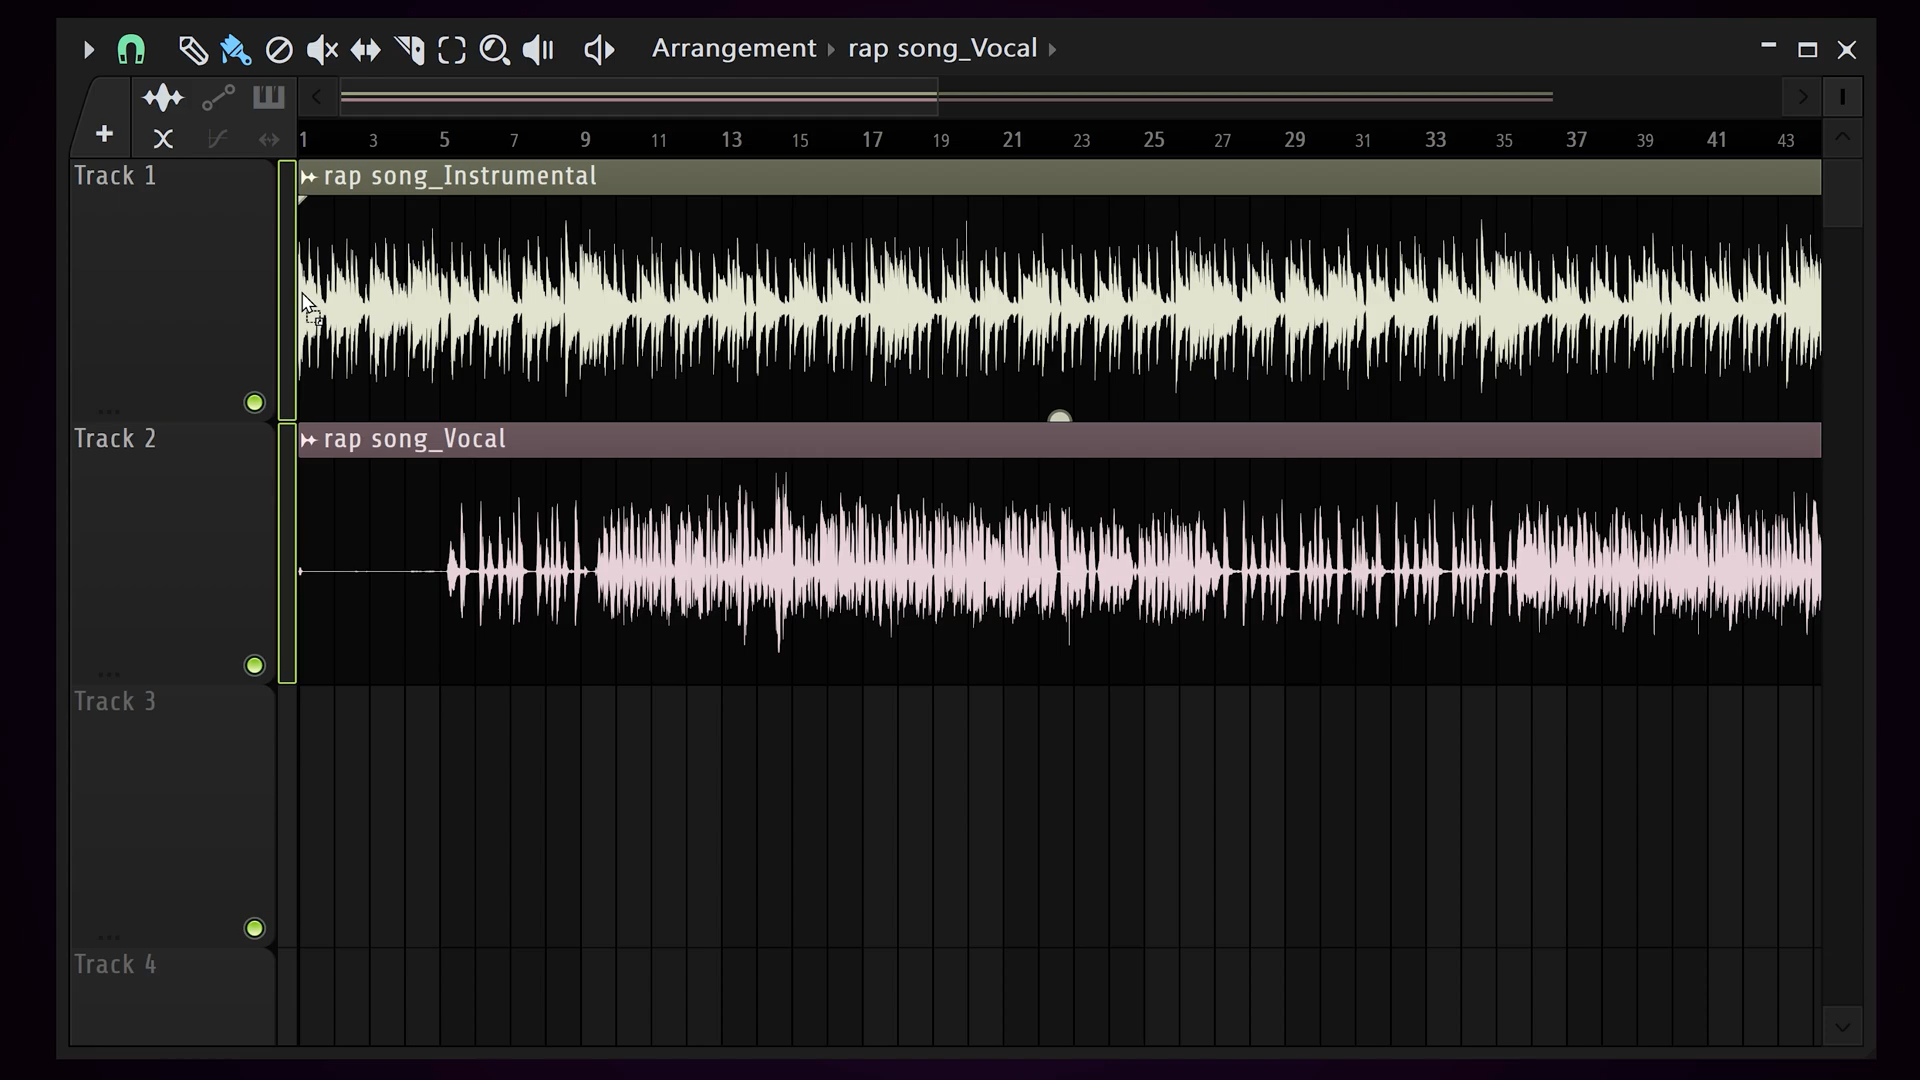 Arrangement rap song_Vocal
1 3 5 7 9 11 13 15 17 19 21 23 25 27 29 31 33 35 37 39 41 43
Track 1
rap song_Instrumental
Track 2
rap song_Vocal
Track 3
Track 4